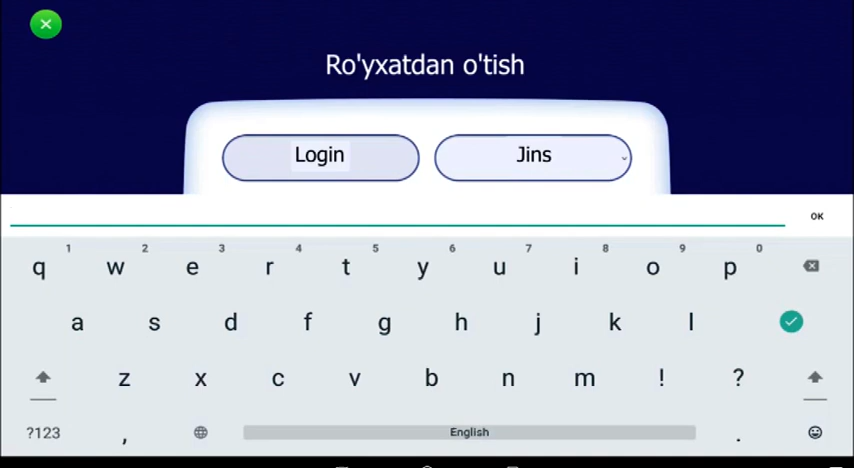 Ro'yxatdan o'tish
Login Jins
OK
1 2 3 4 5 6 7 8 9 0
q w e r t y u i o p
a s d f g h j k l
z x c v b n m ! ?
?123 , English .